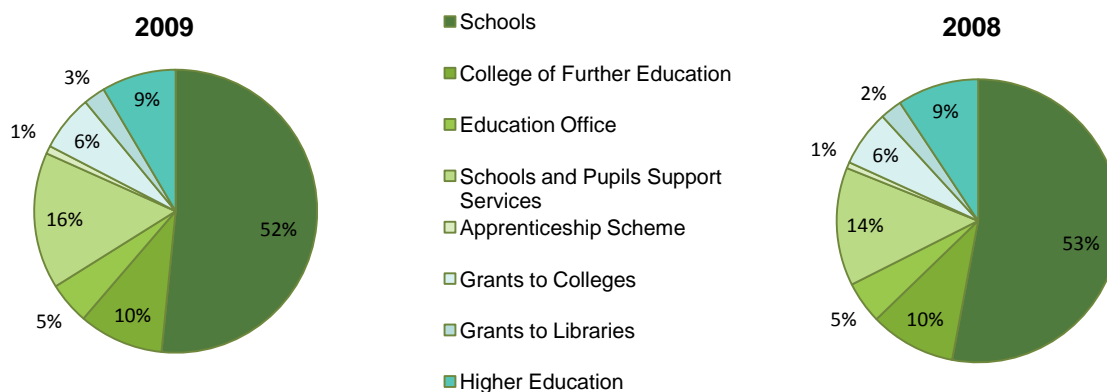 2009
3%
9%
1%
6%
16%
52%
5%
10%
Schools
College of Further Education
Education Office
Schools and Pupils Support
Services
Apprenticeship Scheme
Grants to Colleges
Grants to Libraries
Higher Education
2008
2%
9%
1%
6%
14%
53%
5%
10%